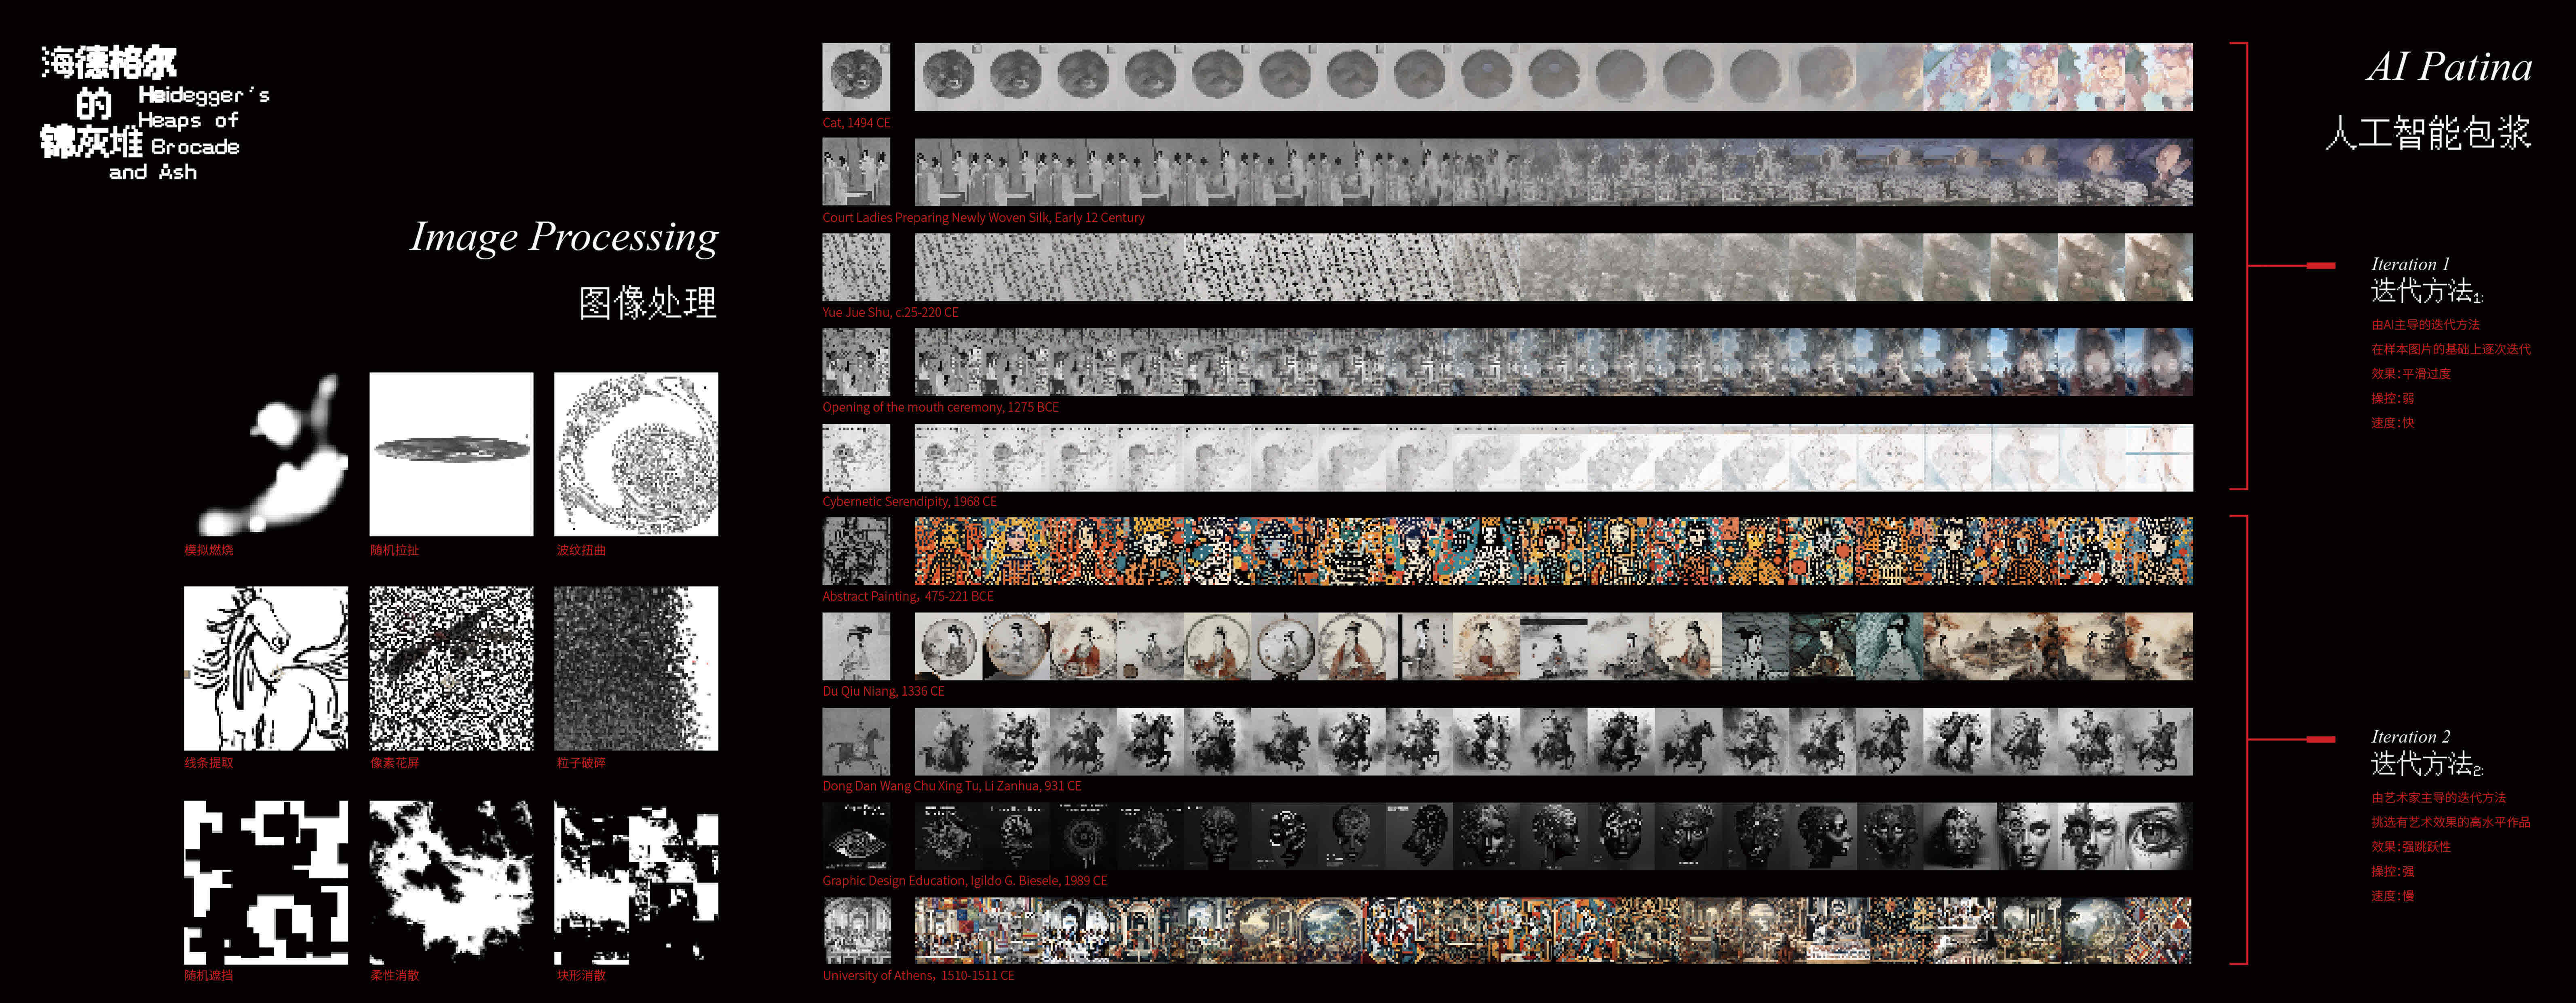 海德格尔
的
锦灰堆
Heidegger's
Heaps of
Brocade
and Ash
Image Processing
图像处理
模拟燃烧
随机拉扯
波纹扭曲
线条提取
像素花屏
粒子破碎
随机遮挡
柔性消散
块形消散
Cat, 1494 CE
Court Ladies Preparing Newly Woven Silk, Early 12 Century
Yue Jue Shu, c.25-220 CE
Opening of the mouth ceremony, 1275 BCE
Cybernetic Serendipity, 1968 CE
Abstract Painting，475-221 BCE
Du Qiu Niang, 1336 CE
Dong Dan Wang Chu Xing Tu, Li Zanhua, 931 CE
Graphic Design Education, Igildo G. Biesele, 1989 CE
University of Athens，1510-1511 CE
AI Patina
人工智能包浆
Iteration 1
迭代方法1:
由AI主导的迭代方法
在样本图片的基础上逐次迭代
效果：平滑过度
操控：弱
速度：快
Iteration 2
迭代方法2:
由艺术家主导的迭代方法
挑选有艺术效果的高水平作品
效果：强跳跃性
操控：强
速度：慢